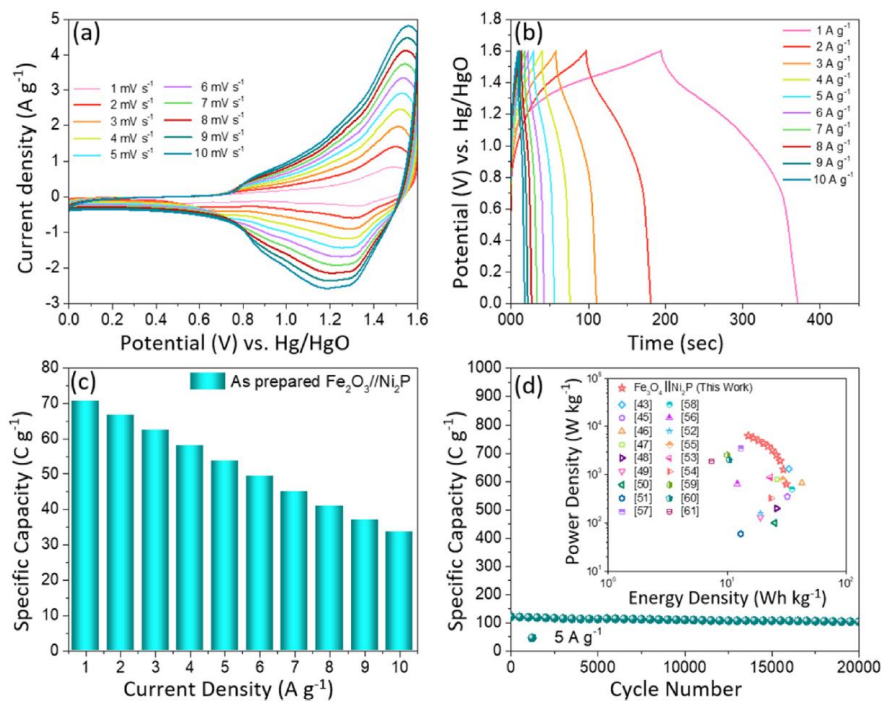 (a)
Current density (A g⁻¹)
5
4
3
2
1
0
-1
-2
-3
1 mV s⁻¹
2 mV s⁻¹
3 mV s⁻¹
4 mV s⁻¹
5 mV s⁻¹
6 mV s⁻¹
7 mV s⁻¹
8 mV s⁻¹
9 mV s⁻¹
10 mV s⁻¹
0.0 0.2 0.4 0.6 0.8 1.0 1.2 1.4 1.6
Potential (V) vs. Hg/HgO
(b)
Potential (V) vs. Hg/HgO
1.8
1.6
1.4
1.2
1.0
0.8
0.6
0.4
0.2
0.0
1 A g⁻¹
2 A g⁻¹
3 A g⁻¹
4 A g⁻¹
5 A g⁻¹
6 A g⁻¹
7 A g⁻¹
8 A g⁻¹
9 A g⁻¹
10 A g⁻¹
000 100 200 300 400
Time (sec)
(c)
As prepared Fe₂O₃//Ni₂P
Specific Capacity (C g⁻¹)
80
70
60
50
40
30
20
10
0
1 2 3 4 5 6 7 8 9 10
Current Density (A g⁻¹)
(d)
Specific Capacity (C g⁻¹)
1000
900
800
700
600
500
400
300
200
100
0
Fe₃O₄||Ni₂P (This Work)
[43]
[45]
[46]
[47]
[48]
[49]
[50]
[51]
[57]
[58]
[56]
[52]
[55]
[53]
[54]
[59]
[60]
[61]
Power Density (W kg⁻¹)
10⁵
10⁴
10³
10²
10¹
10⁰ 10¹ 10²
Energy Density (Wh kg⁻¹)
5 A g⁻¹
0 5000 10000 15000 20000
Cycle Number